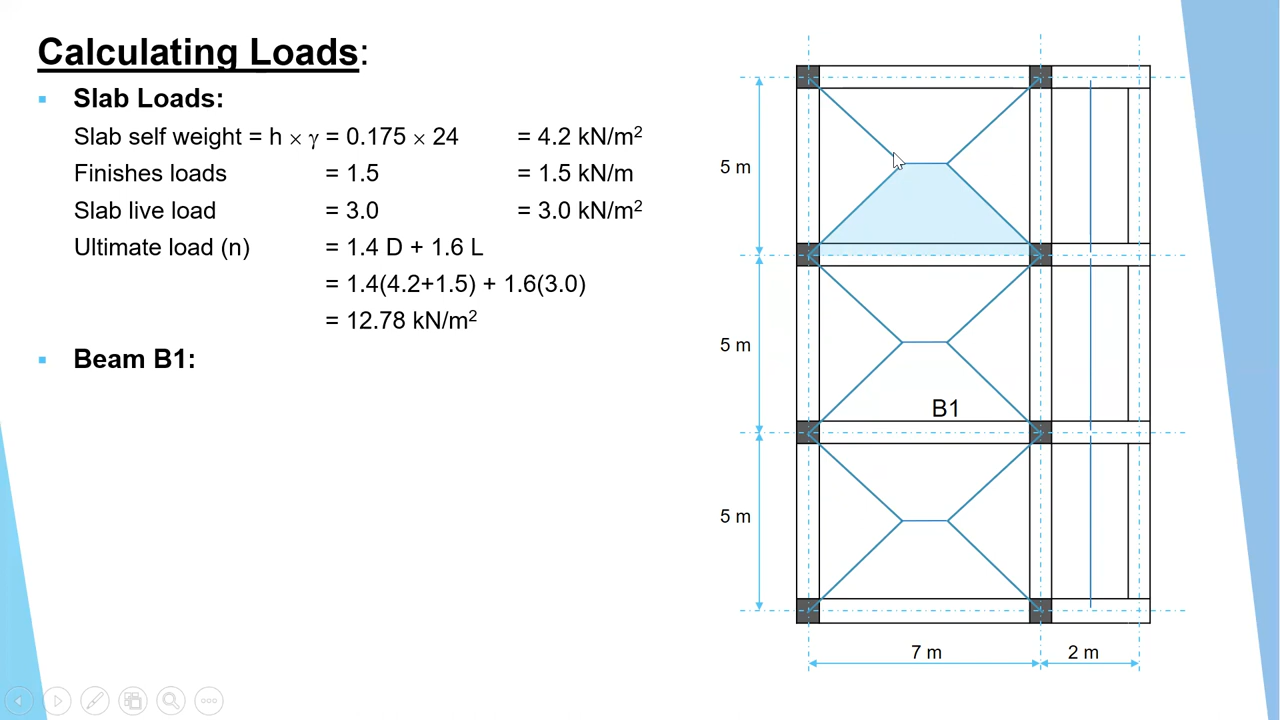 Calculating Loads:
▪ Slab Loads:
Slab self weight = h × γ = 0.175 × 24 = 4.2 kN/m²
Finishes loads = 1.5 = 1.5 kN/m
Slab live load = 3.0 = 3.0 kN/m²
Ultimate load (n) = 1.4 D + 1.6 L
= 1.4(4.2+1.5) + 1.6(3.0)
= 12.78 kN/m²
▪ Beam B1:
5 m
5 m
B1
5 m
7 m
2 m